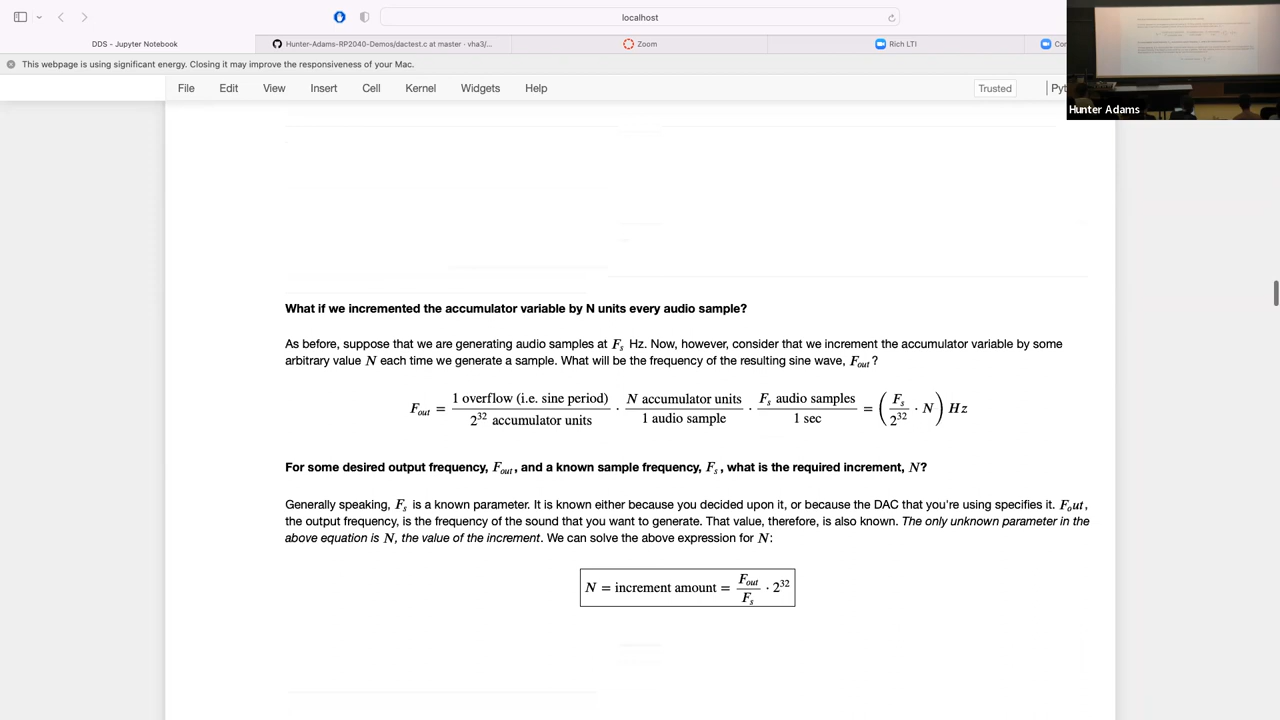 localhost
DDS - Jupyter Notebook
Hunter-Adams-RP2040-Demos/dactest.c at master · vha3/...
Zoom
Rich LTI
This webpage is using significant energy. Closing it may improve the responsiveness of your Mac.
File Edit View Insert Cell Kernel Widgets Help Trusted
Hunter Adams
What if we incremented the accumulator variable by N units every audio sample?
As before, suppose that we are generating audio samples at F_s Hz. Now, however, consider that we increment the accumulator variable by some
arbitrary value N each time we generate a sample. What will be the frequency of the resulting sine wave, F_out?
F_out = 1 overflow (i.e. sine period) / 2^32 accumulator units · N accumulator units / 1 audio sample · F_s audio samples / 1 sec = (F_s / 2^32 · N) Hz
For some desired output frequency, F_out, and a known sample frequency, F_s, what is the required increment, N?
Generally speaking, F_s is a known parameter. It is known either because you decided upon it, or because the DAC that you're using specifies it. F_out,
the output frequency, is the frequency of the sound that you want to generate. That value, therefore, is also known. The only unknown parameter in the
above equation is N, the value of the increment. We can solve the above expression for N:
N = increment amount = F_out / F_s · 2^32